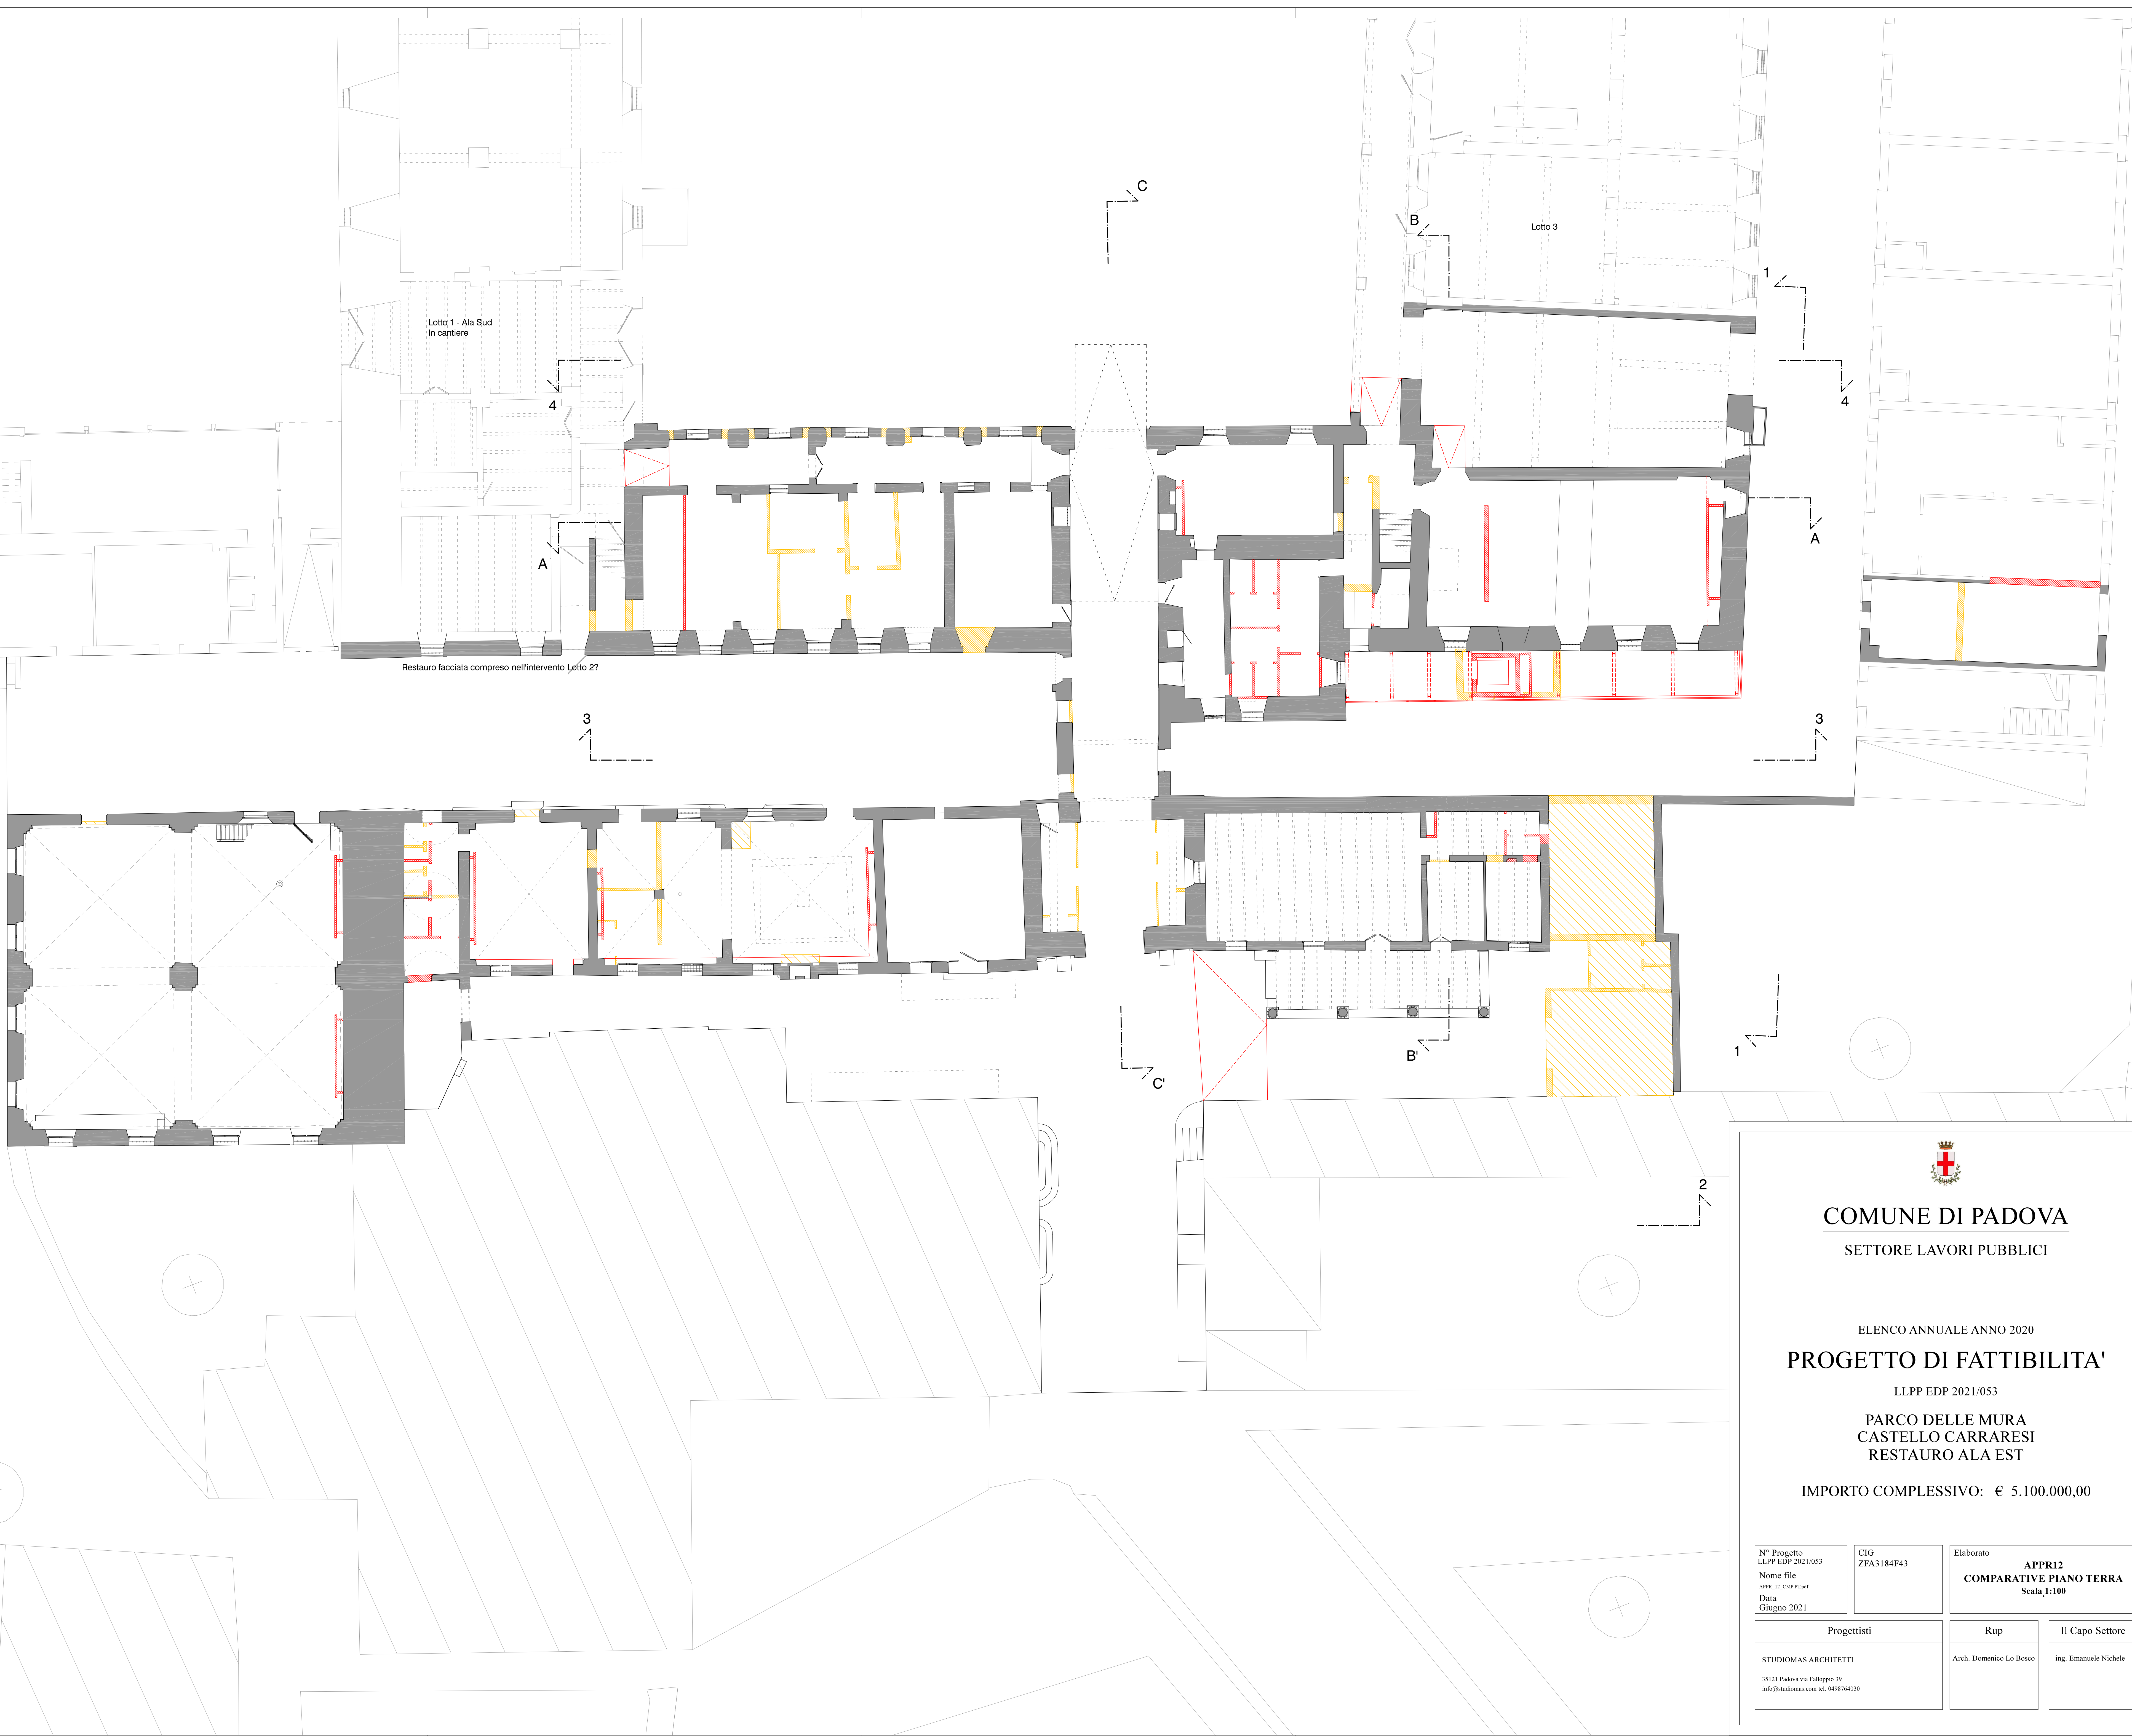 C
B
Lotto 3
1
Lotto 1 - Ala Sud
In cantiere
4
4
A
A
Restauro facciata compreso nell'intervento Lotto 2?
3
3
B'
1
C'
2
COMUNE DI PADOVA
SETTORE LAVORI PUBBLICI
ELENCO ANNUALE ANNO 2020
PROGETTO DI FATTIBILITA'
LLPP EDP 2021/053
PARCO DELLE MURA
CASTELLO CARRARESI
RESTAURO ALA EST
IMPORTO COMPLESSIVO: € 5.100.000,00
N° Progetto
LLPP EDP 2021/053
Nome file
APPR_12_CMP PT.pdf
Data
Giugno 2021
CIG
ZFA3184F43
Elaborato
APPR12
COMPARATIVE PIANO TERRA
Scala 1:100
Progettisti
STUDIOMAS ARCHITETTI
35121 Padova via Falloppio 39
info@studiomas.com tel. 0498764030
Rup
Arch. Domenico Lo Bosco
Il Capo Settore
ing. Emanuele Nichele